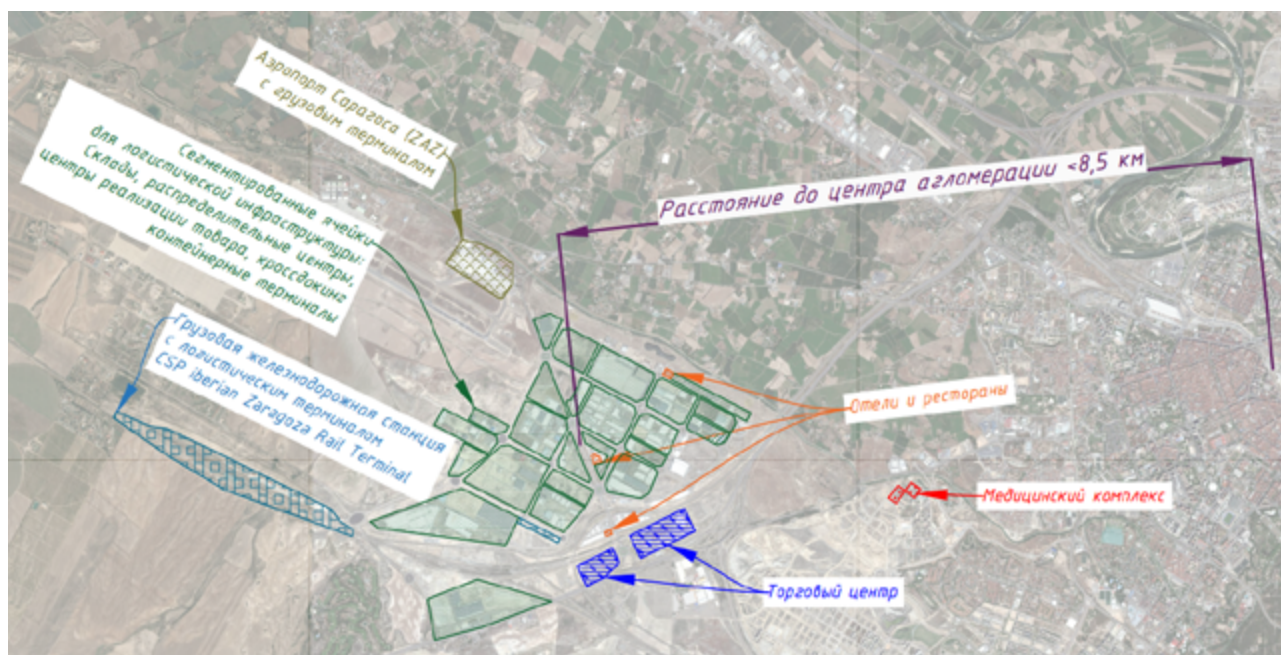 Аэропорт Сарагоса (ZAZ)
с грузовым терминалом
Сегментированные ячейки
для логистической инфраструктуры:
Склады, распределительные центры,
центры реализации товара, кроссдокинг
контейнерные терминалы
Расстояние до центра агломерации <8,5 км
Грузовая железнодорожная станция
с логистическим терминалом
CSP iberian Zaragoza Rail Terminal
Отели и рестораны
Медицинский комплекс
Торговый центр